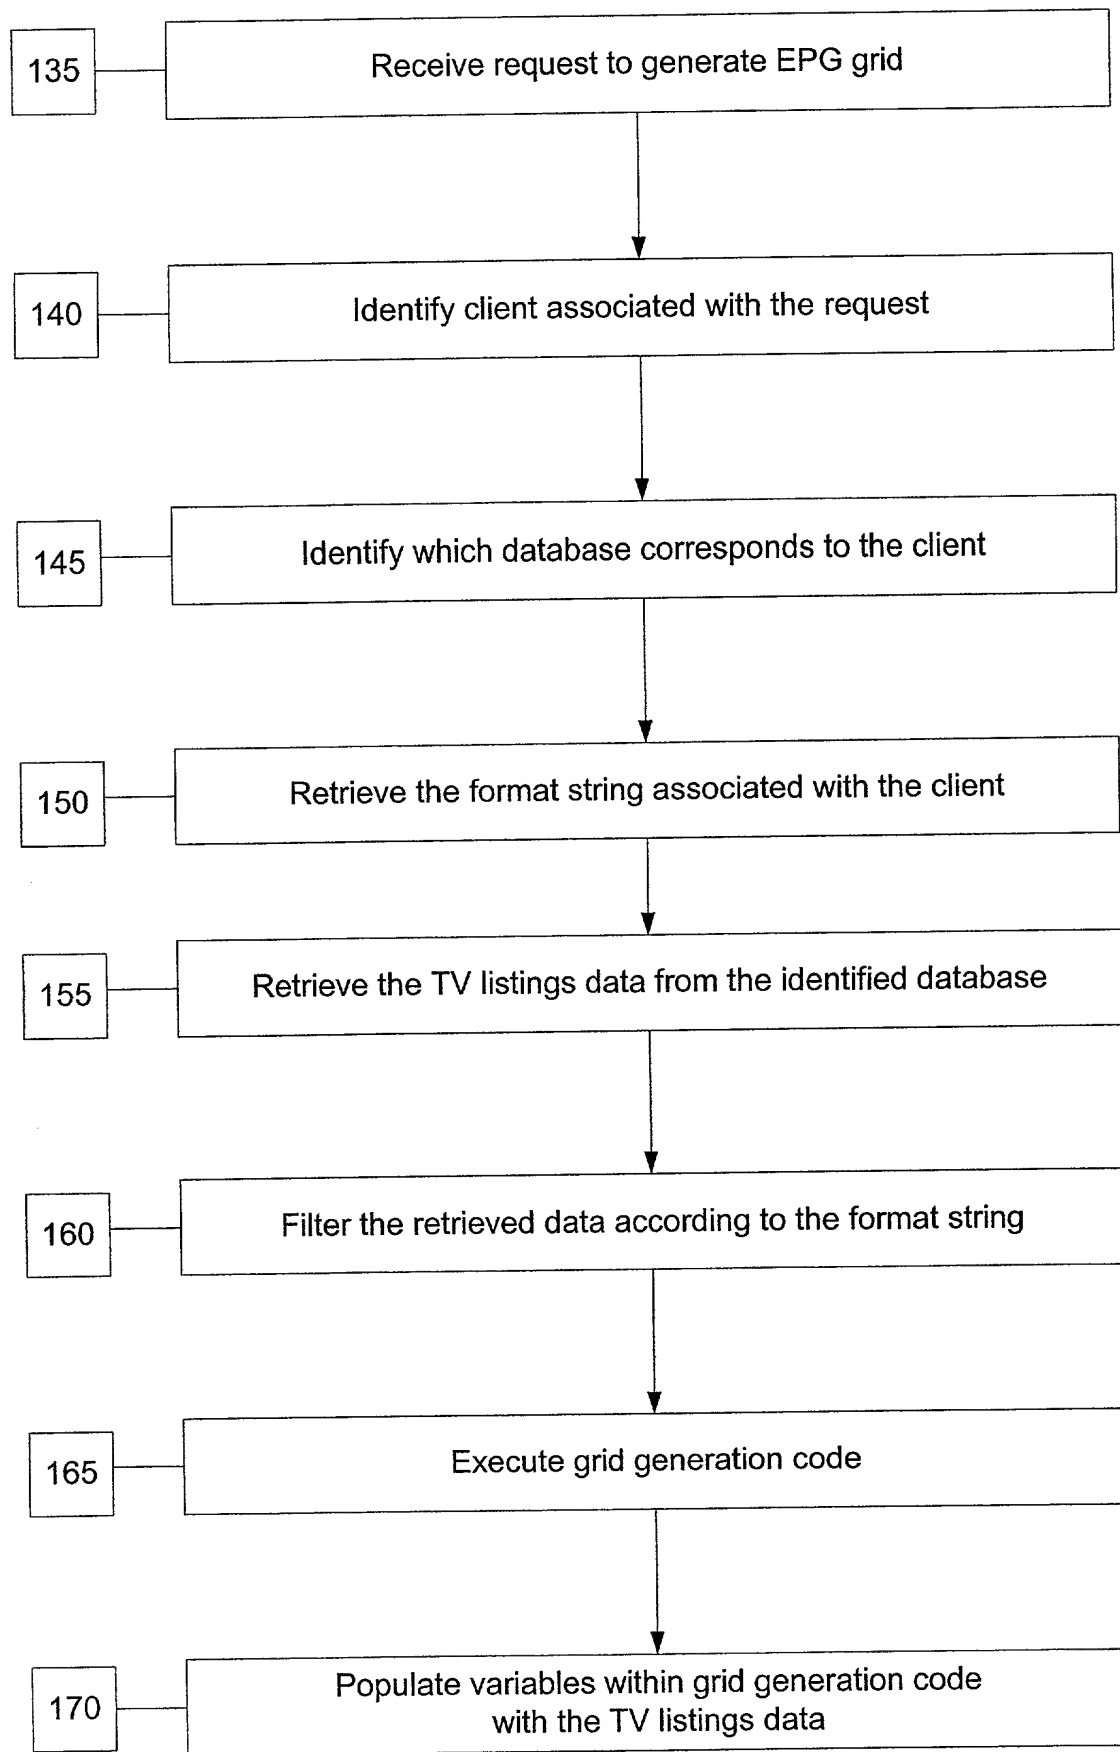 135
Receive request to generate EPG grid
140
Identify client associated with the request
145
Identify which database corresponds to the client
150
Retrieve the format string associated with the client
155
Retrieve the TV listings data from the identified database
160
Filter the retrieved data according to the format string
165
Execute grid generation code
170
Populate variables within grid generation code
with the TV listings data